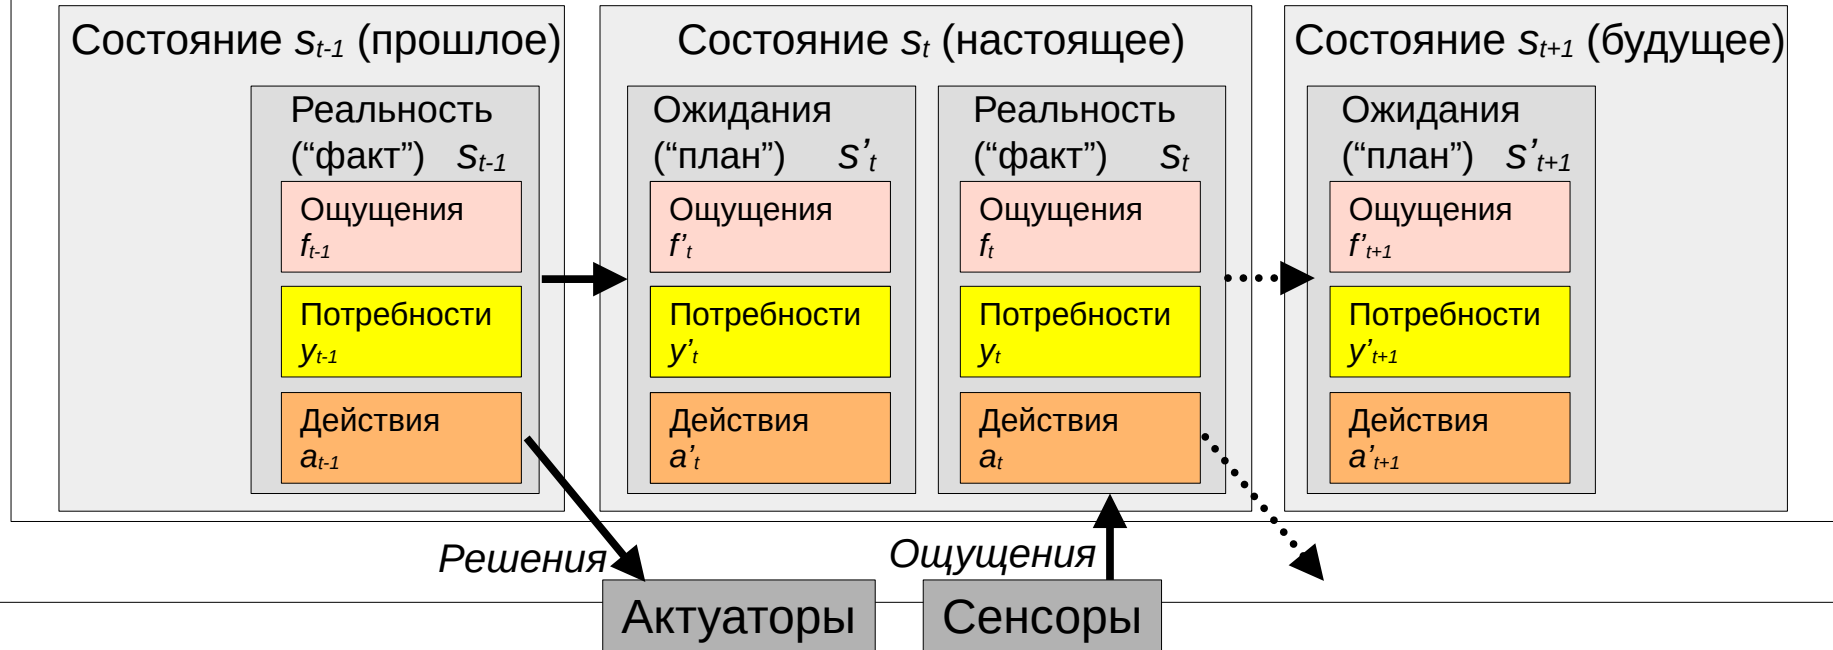 Состояние st-1 (прошлое)
Реальность
(“факт”) st-1
Ощущения
ft-1
Потребности
yt-1
Действия
at-1
Состояние st (настоящее)
Ожидания
(“план”) s’t
Ощущения
f’t
Потребности
y’t
Действия
a’t
Реальность
(“факт”) st
Ощущения
ft
Потребности
yt
Действия
at
Состояние st+1 (будущее)
Ожидания
(“план”) s’t+1
Ощущения
f’t+1
Потребности
y’t+1
Действия
a’t+1
Решения
Ощущения
Актуаторы
Сенсоры